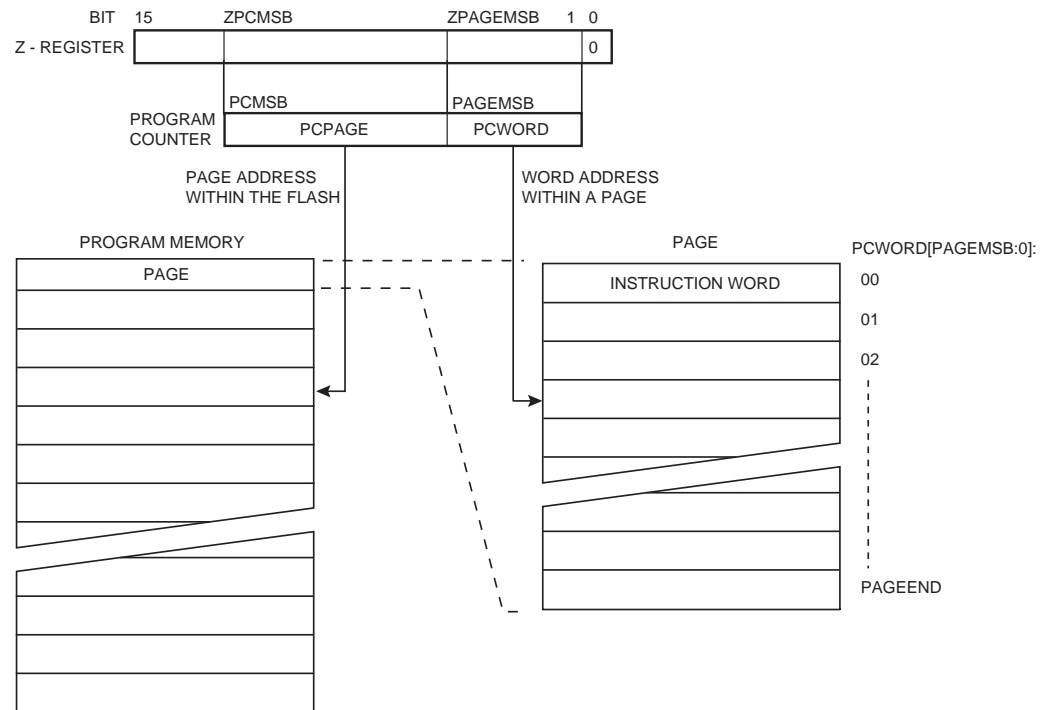 BIT 15 ZPCMSB ZPAGEMSB 1 0
Z - REGISTER 0
PCMSB PAGEMSB
PROGRAM
COUNTER
PCPAGE PCWORD
PAGE ADDRESS
WITHIN THE FLASH
WORD ADDRESS
WITHIN A PAGE
PROGRAM MEMORY
PAGE
PAGE
PCWORD[PAGEMSB:0]:
INSTRUCTION WORD 00
01
02
PAGEEND